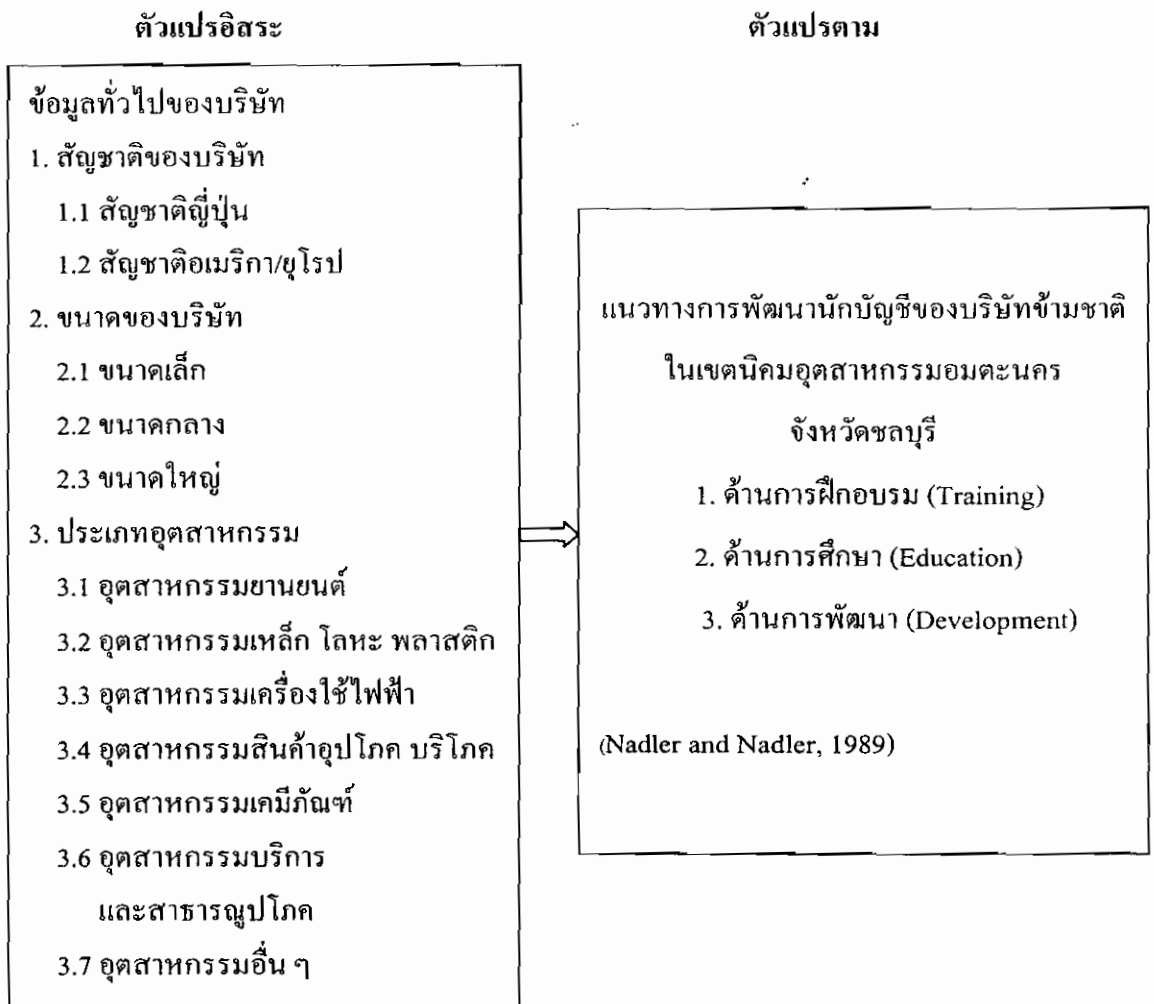 ตัวแปรอิสระ
ข้อมูลทั่วไปของบริษัท
1. สัญชาติของบริษัท
1.1 สัญชาติญี่ปุ่น
1.2 สัญชาติอเมริกา/ยุโรป
2. ขนาดของบริษัท
2.1 ขนาดเล็ก
2.2 ขนาดกลาง
2.3 ขนาดใหญ่
3. ประเภทอุตสาหกรรม
3.1 อุตสาหกรรมยานยนต์
3.2 อุตสาหกรรมเหล็ก โลหะ พลาสติก
3.3 อุตสาหกรรมเครื่องใช้ไฟฟ้า
3.4 อุตสาหกรรมสินค้าอุปโภค บริโภค
3.5 อุตสาหกรรมเคมีภัณฑ์
3.6 อุตสาหกรรมบริการ
และสาธารณูปโภค
3.7 อุตสาหกรรมอื่น ๆ
ตัวแปรตาม
แนวทางการพัฒนานักบัญชีของบริษัทข้ามชาติ
ในเขตนิคมอุตสาหกรรมอมตะนคร
จังหวัดชลบุรี
1. ด้านการฝึกอบรม (Training)
2. ด้านการศึกษา (Education)
3. ด้านการพัฒนา (Development)
(Nadler and Nadler, 1989)